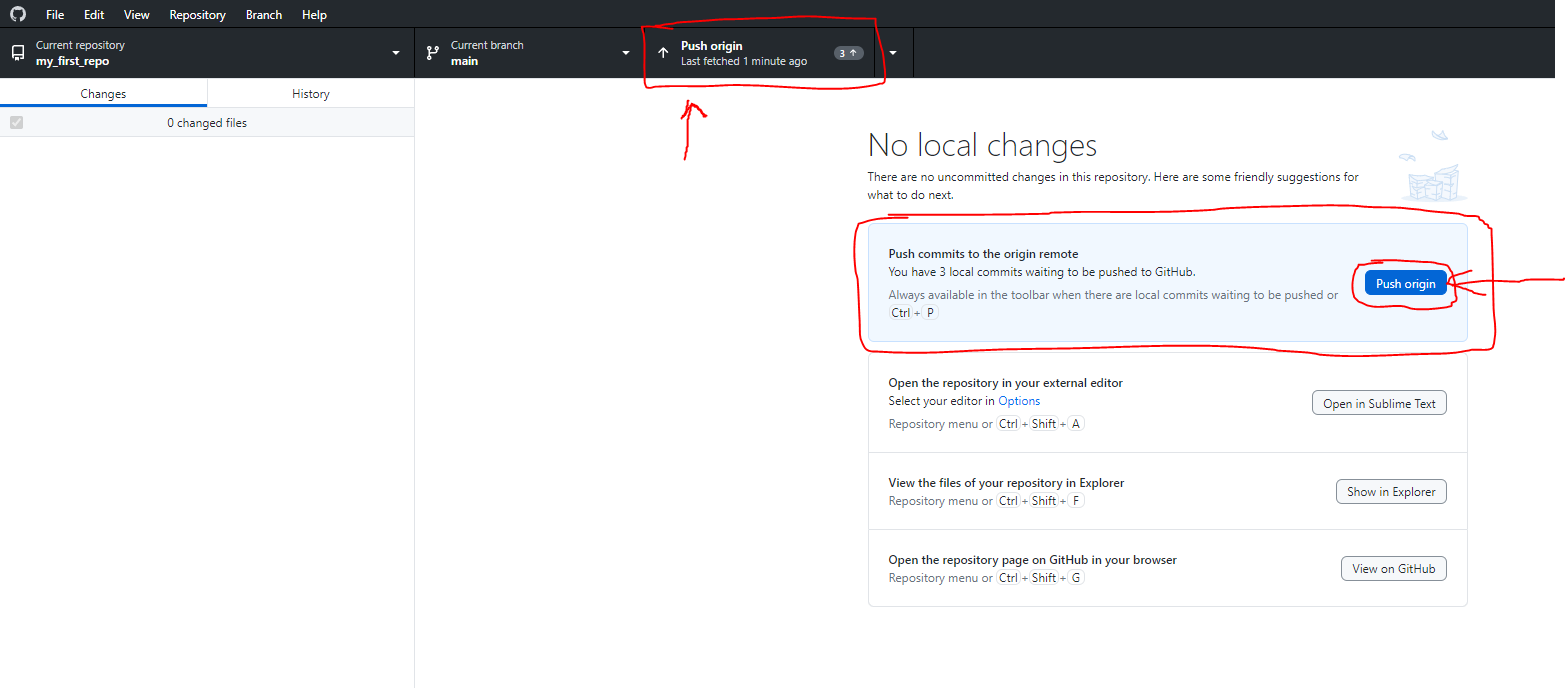 File Edit View Repository Branch Help
Current repository
my_first_repo
Current branch
main
Push origin
Last fetched 1 minute ago
3
Changes History
0 changed files
No local changes
There are no uncommitted changes in this repository. Here are some friendly suggestions for
what to do next.
Push commits to the origin remote
You have 3 local commits waiting to be pushed to GitHub.
Always available in the toolbar when there are local commits waiting to be pushed or
Ctrl + P
Push origin
Open the repository in your external editor
Select your editor in Options
Repository menu or Ctrl + Shift + A
Open in Sublime Text
View the files of your repository in Explorer
Repository menu or Ctrl + Shift + F
Show in Explorer
Open the repository page on GitHub in your browser
Repository menu or Ctrl + Shift + G
View on GitHub